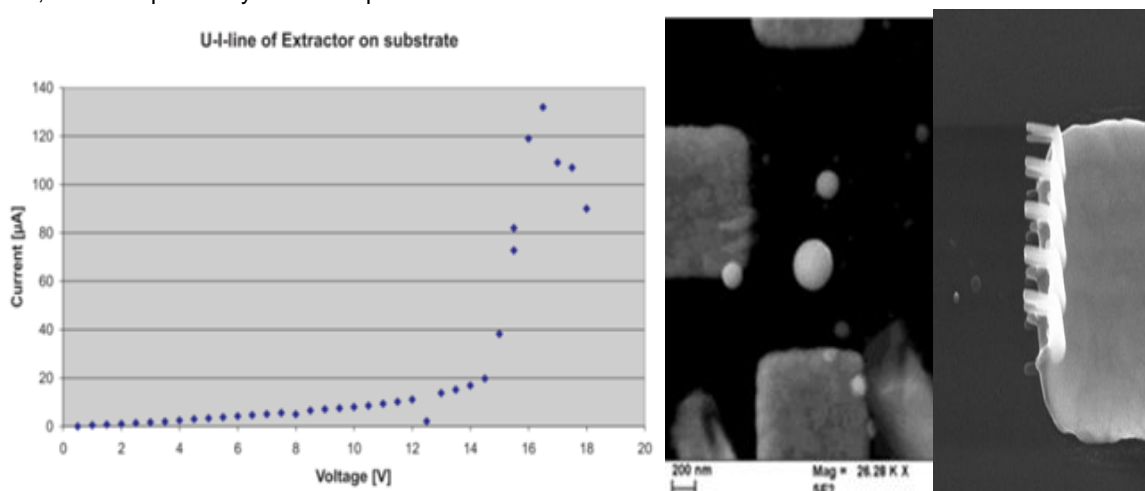 U-I-line of Extractor on substrate
Current [µA]
140
120
100
80
60
40
20
0
0 2 4 6 8 10 12 14 16 18 20
Voltage [V]
200 nm
Mag = 26.28 K X